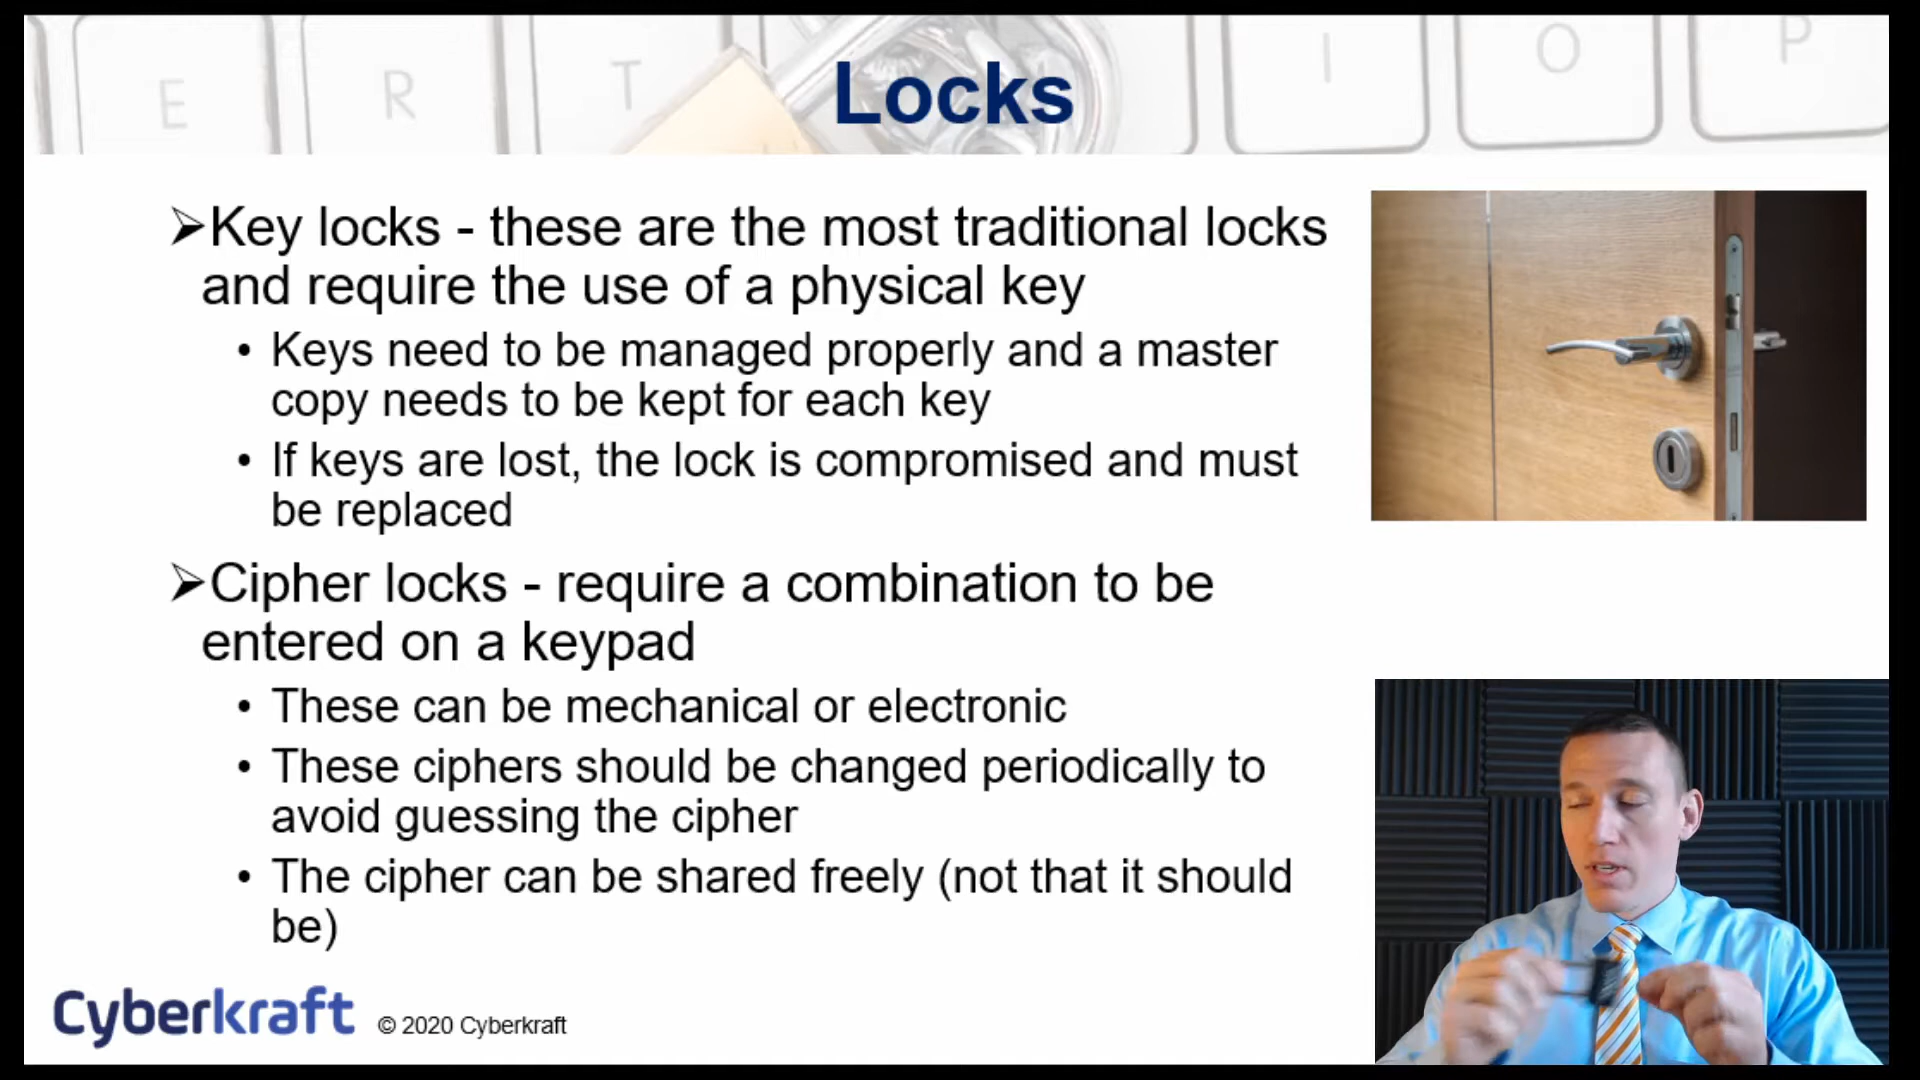 E R T I O P
Locks
➢Key locks - these are the most traditional locks
and require the use of a physical key
• Keys need to be managed properly and a master
copy needs to be kept for each key
• If keys are lost, the lock is compromised and must
be replaced
➢Cipher locks - require a combination to be
entered on a keypad
• These can be mechanical or electronic
• These ciphers should be changed periodically to
avoid guessing the cipher
• The cipher can be shared freely (not that it should
be)
Cyberkraft © 2020 Cyberkraft